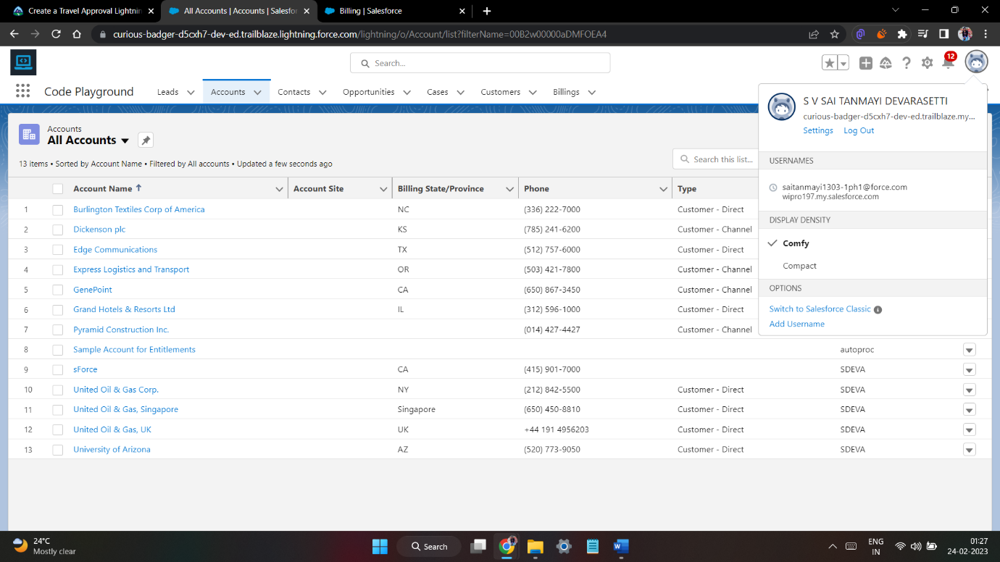 Create a Travel Approval Lightnin
All Accounts | Accounts | Salesfor
Billing | Salesforce
curious-badger-d5cxh7-dev-ed.trailblaze.lightning.force.com/lightning/o/Account/list?filterName=00B2w00000aDMFOEA4
Search...
12
Code Playground
Leads
Accounts
Contacts
Opportunities
Cases
Customers
Billings
S V SAI TANMAYI DEVARASETTI
curious-badger-d5cxh7-dev-ed.trailblaze.my...
Settings Log Out
USERNAMES
saitanmayi1303-1ph1@force.com
wipro197.my.salesforce.com
DISPLAY DENSITY
Comfy
Compact
OPTIONS
Switch to Salesforce Classic
Add Username
Accounts
All Accounts
13 items • Sorted by Account Name • Filtered by All accounts • Updated a few seconds ago
Search this list...
Account Name Account Site Billing State/Province Phone Type
1 Burlington Textiles Corp of America NC (336) 222-7000 Customer - Direct
2 Dickenson plc KS (785) 241-6200 Customer - Channel
3 Edge Communications TX (512) 757-6000 Customer - Direct
4 Express Logistics and Transport OR (503) 421-7800 Customer - Channel
5 GenePoint CA (650) 867-3450 Customer - Channel
6 Grand Hotels & Resorts Ltd IL (312) 596-1000 Customer - Direct
7 Pyramid Construction Inc. (014) 427-4427 Customer - Channel
8 Sample Account for Entitlements autoproc
9 sForce CA (415) 901-7000 SDEVA
10 United Oil & Gas Corp. NY (212) 842-5500 Customer - Direct SDEVA
11 United Oil & Gas, Singapore Singapore (650) 450-8810 Customer - Direct SDEVA
12 United Oil & Gas, UK UK +44 191 4956203 Customer - Direct SDEVA
13 University of Arizona AZ (520) 773-9050 Customer - Direct SDEVA
24°C
Mostly clear
Search
ENG
IN
01:27
24-02-2023